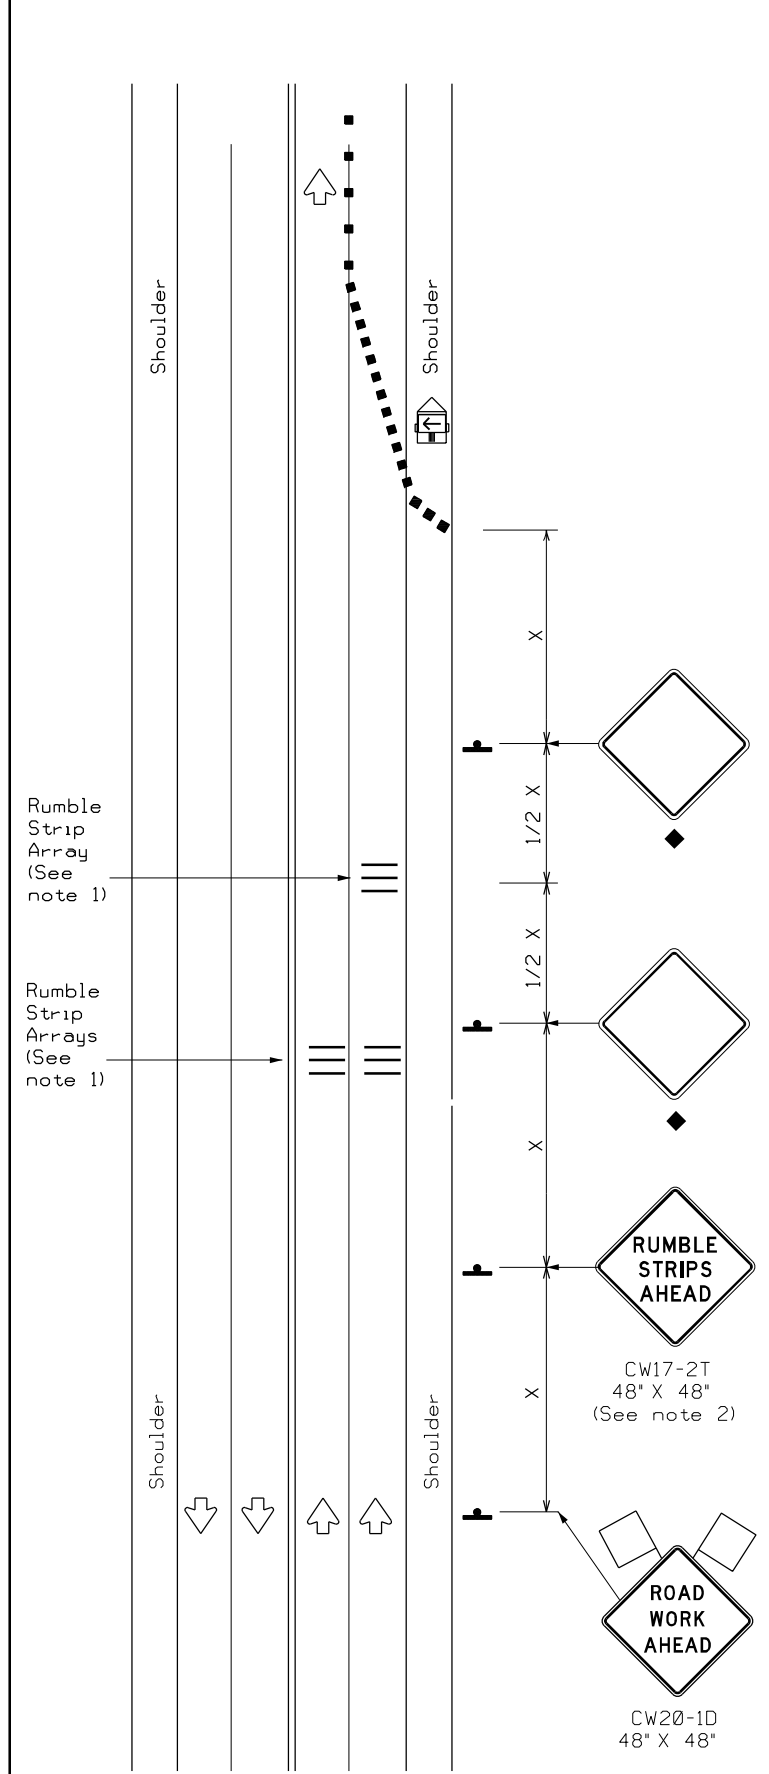 Shoulder
Shoulder
X
1/2 X
Rumble
Strip
Array
(See
note 1)
1/2 X
Rumble
Strip
Arrays
(See
note 1)
X
RUMBLE
STRIPS
AHEAD
CW17-2T
48" X 48"
(See note 2)
X
Shoulder
Shoulder
ROAD
WORK
AHEAD
CW20-1D
48" X 48"